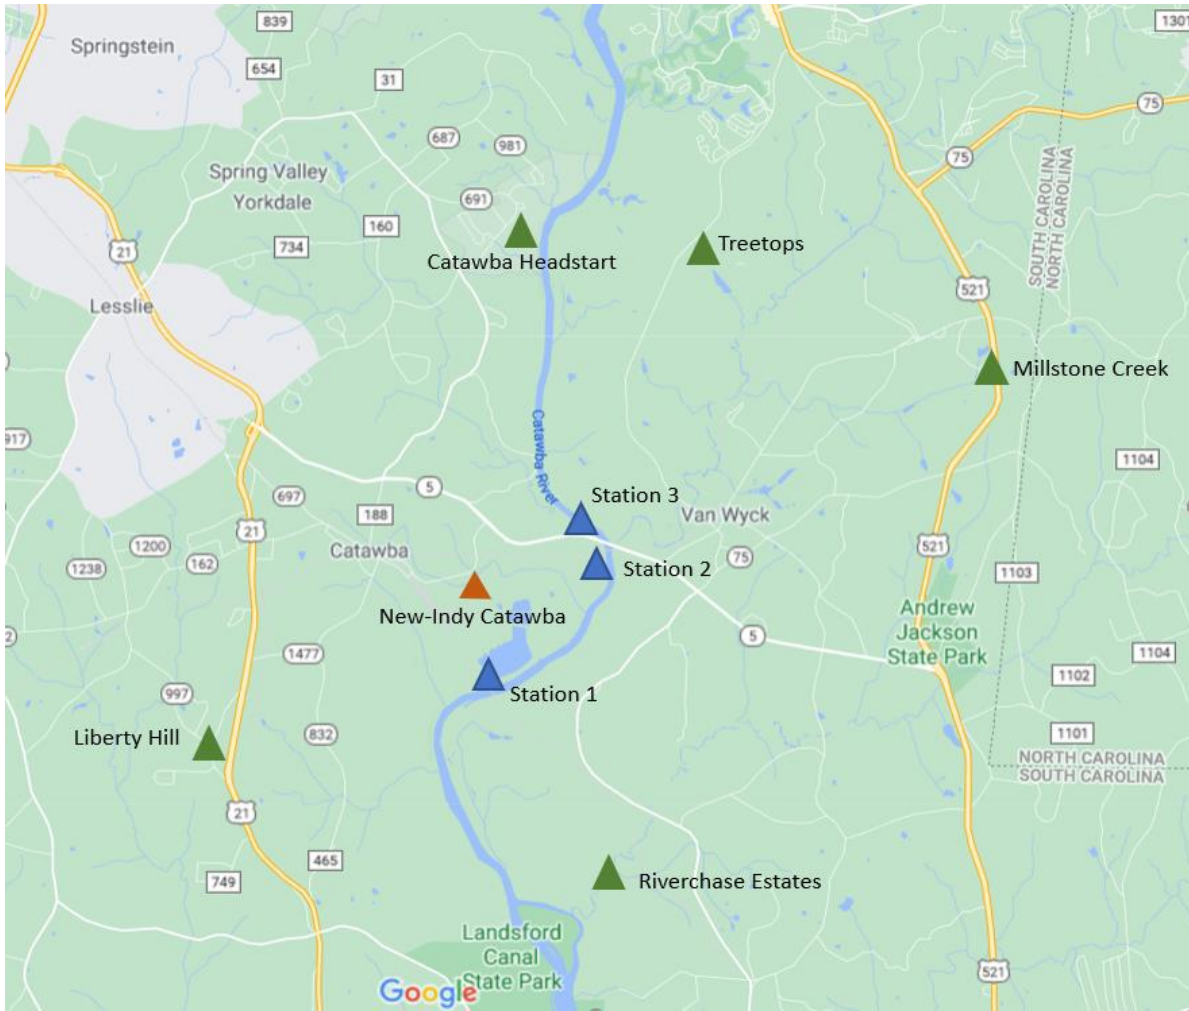 839
1301
Springstein
654
31
75
687
981
75
Spring Valley
Yorkdale
691
160
SOUTH CAROLINA
NORTH CAROLINA
21
734
Catawba Headstart
Treetops
521
Lesslie
Millstone Creek
917
Catawba River
1104
5
697
Station 3
188
Van Wyck
21
1200
Catawba
521
162
1238
Station 2
75
1103
New-Indy Catawba
Andrew
Jackson
State Park
2
5
1477
1104
1102
Station 1
997
Liberty Hill
832
1101
NORTH CAROLINA
SOUTH CAROLINA
21
465
749
Riverchase Estates
Landsford
Canal
State Park
521
Google